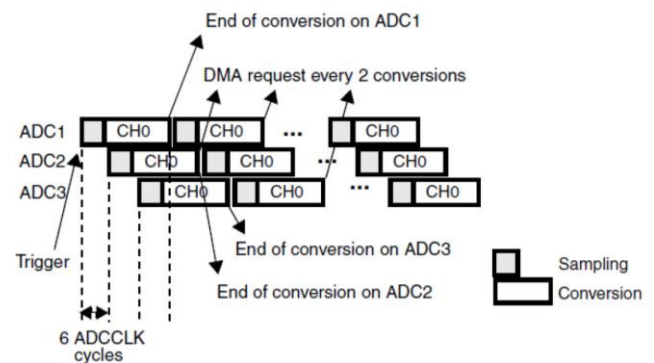 End of conversion on ADC1
DMA request every 2 conversions
ADC1 CH0 CH0 ... CH0
ADC2 CH0 CH0 ... CH0
ADC3 CH0 CH0 ... CH0
Trigger
End of conversion on ADC3
End of conversion on ADC2
6 ADCCLK
cycles
Sampling
Conversion